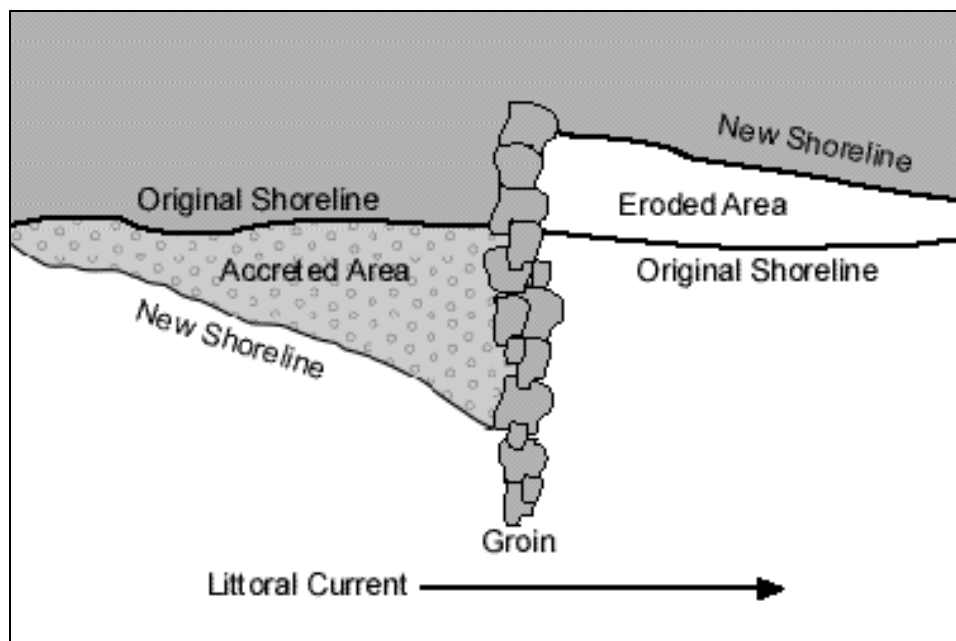 New Shoreline
Original Shoreline
Eroded Area
Accreted Area
Original Shoreline
New Shoreline
Groin
Littoral Current